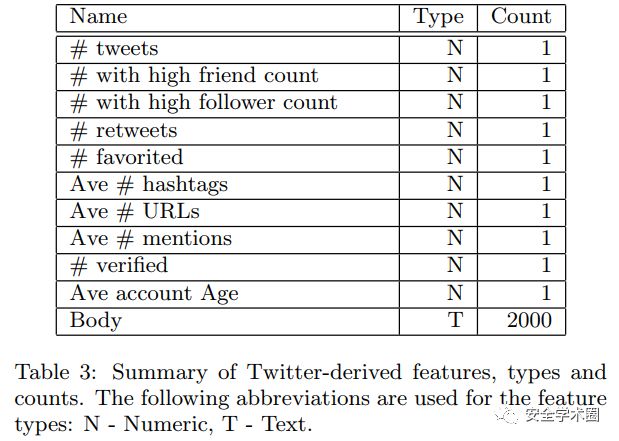 Name Type Count
# tweets N 1
# with high friend count N 1
# with high follower count N 1
# retweets N 1
# favorited N 1
Ave # hashtags N 1
Ave # URLs N 1
Ave # mentions N 1
# verified N 1
Ave account Age N 1
Body T 2000
Table 3: Summary of Twitter-derived features, types and
counts. The following abbreviations are used for the feature
types: N - Numeric, T - Text.
安全学术圈